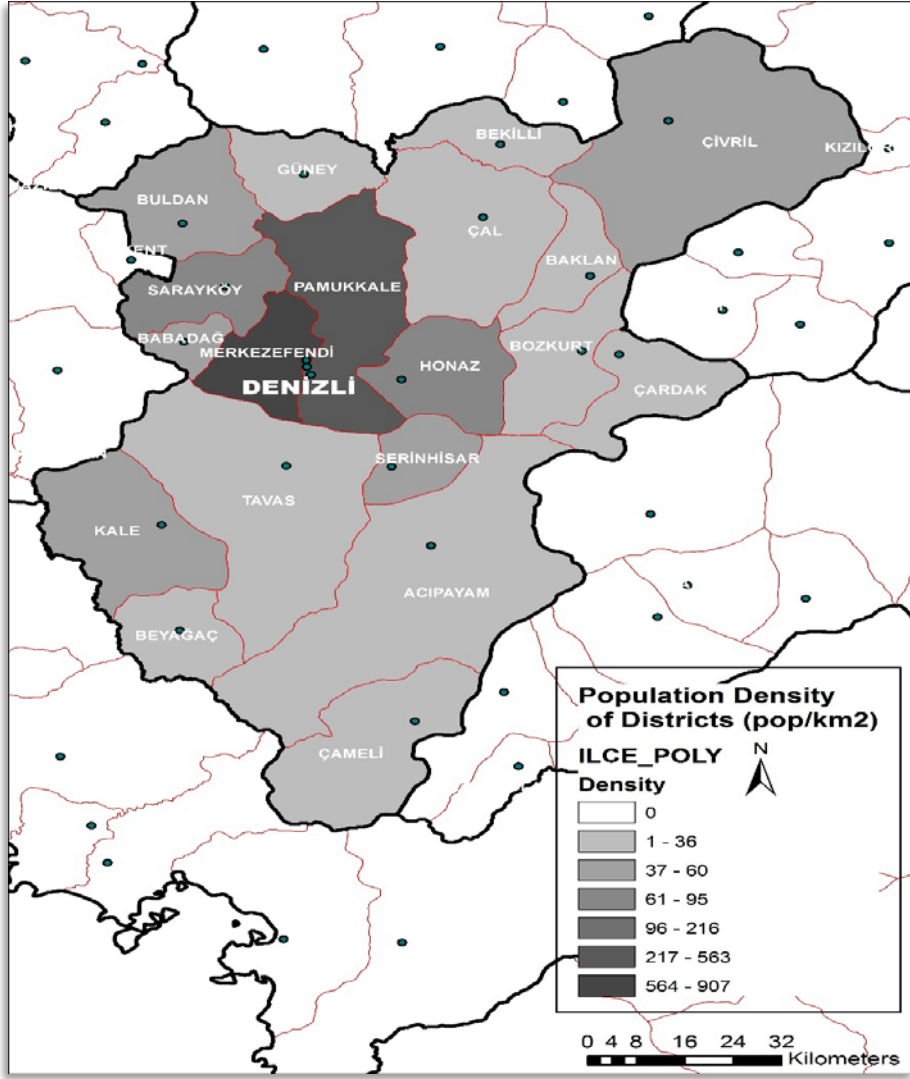 BEKİLLİ
ÇİVRİL
GÜNEY
BULDAN
ÇAL
BAKLAN
KENT
SARAYKÖY
PAMUKKALE
BABADAĞ
MERKEZEFENDİ
HONAZ
BOZKURT
DENİZLİ
ÇARDAK
SERİNHİSAR
TAVAS
KALE
ACIPAYAM
BEYAĞAÇ
ÇAMELİ
Population Density
of Districts (pop/km2)
ILCE_POLY
N
Density
0
1 - 36
37 - 60
61 - 95
96 - 216
217 - 563
564 - 907
0 4 8 16 24 32
Kilometers